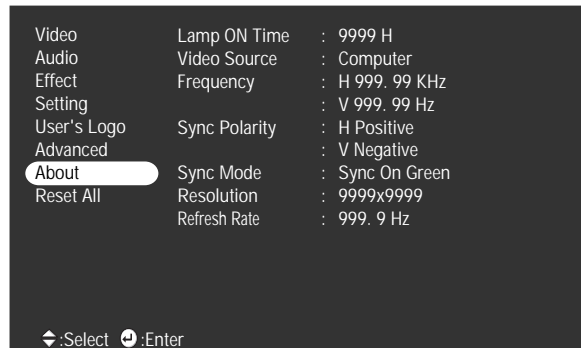 Video Lamp ON Time : 9999 H
Audio Video Source : Computer
Effect Frequency : H 999. 99 KHz
Setting : V 999. 99 Hz
User's Logo Sync Polarity : H Positive
Advanced : V Negative
About Sync Mode : Sync On Green
Reset All Resolution : 9999x9999
Refresh Rate : 999. 9 Hz
:Select :Enter